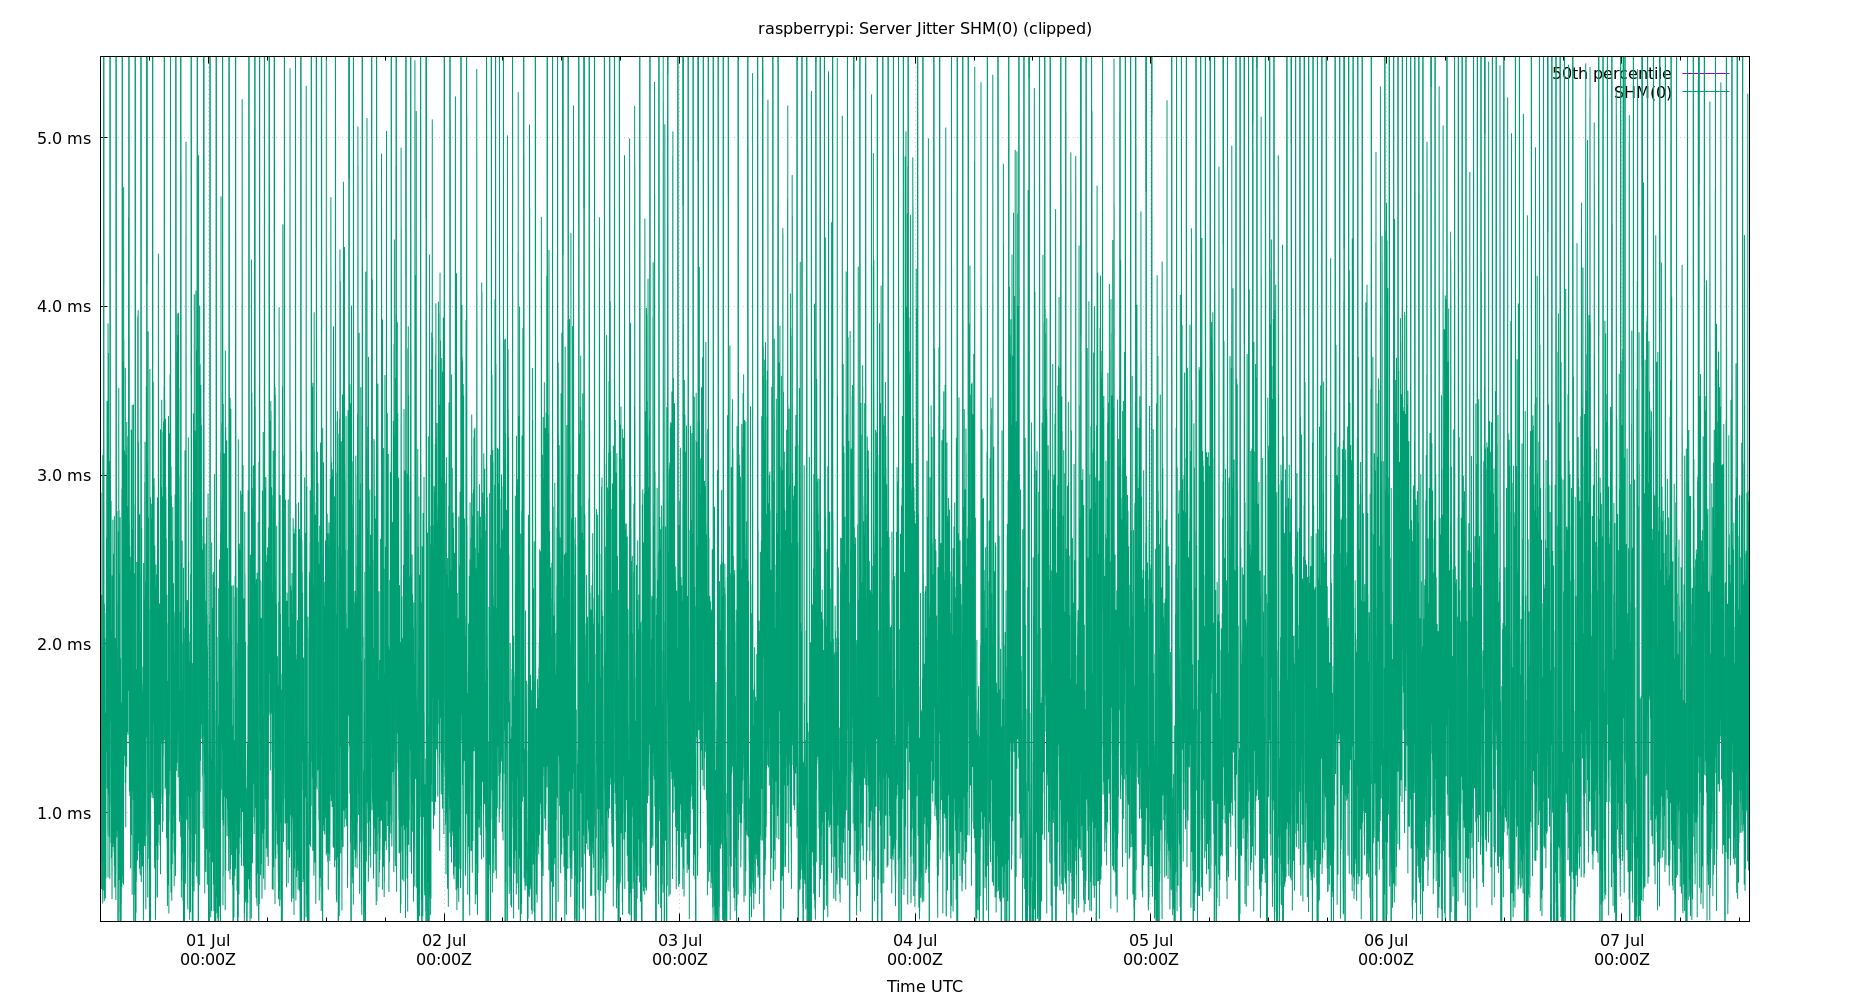 raspberrypi: Server Jitter SHM(0) (clipped)
50th percentile
SHM(0)
5.0 ms
4.0 ms
3.0 ms
2.0 ms
1.0 ms
01 Jul 02 Jul 03 Jul 04 Jul 05 Jul 06 Jul 07 Jul
00:00Z 00:00Z 00:00Z 00:00Z 00:00Z 00:00Z 00:00Z
Time UTC